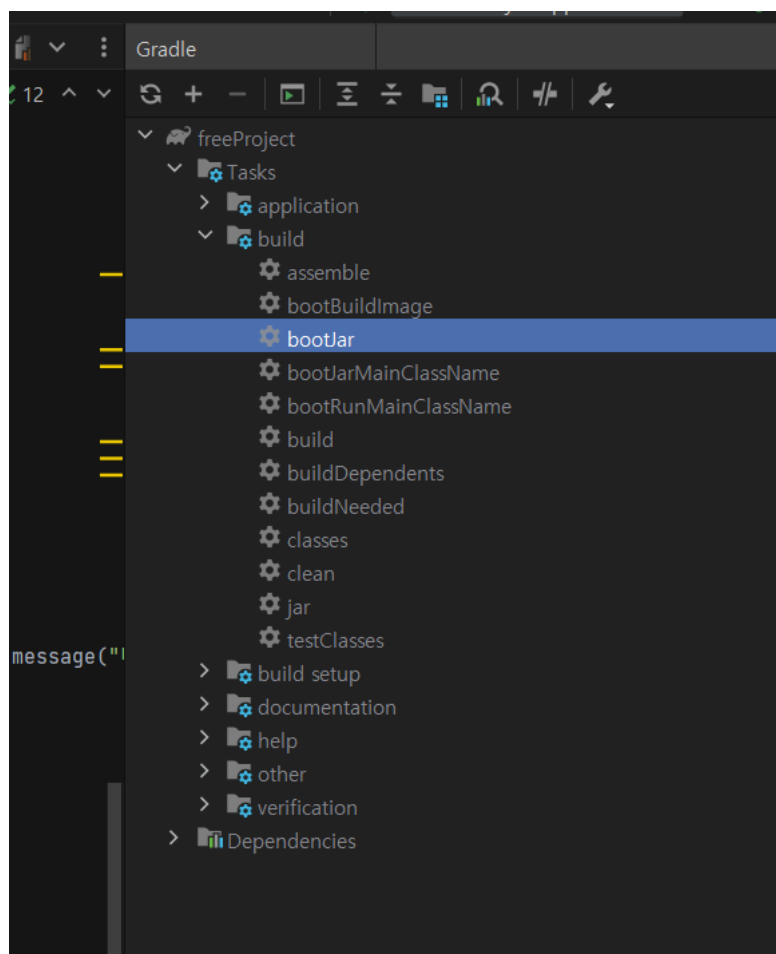 Gradle
12
freeProject
Tasks
application
build
assemble
bootBuildImage
bootJar
bootJarMainClassName
bootRunMainClassName
build
buildDependents
buildNeeded
classes
clean
jar
testClasses
message("
build setup
documentation
help
other
verification
Dependencies